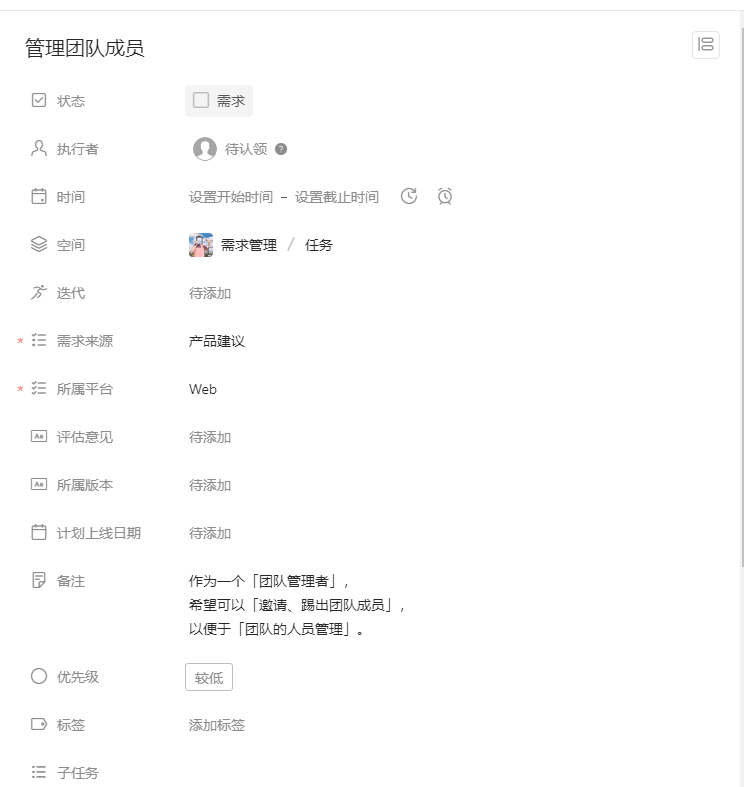 管理团队成员
状态 需求
执行者 待认领 ?
时间 设置开始时间 - 设置截止时间
空间 需求管理 / 任务
迭代 待添加
* 需求来源 产品建议
* 所属平台 Web
评估意见 待添加
所属版本 待添加
计划上线日期 待添加
备注 作为一个「团队管理者」,
希望可以「邀请、踢出团队成员」,
以便于「团队的人员管理」。
优先级 较低
标签 添加标签
子任务